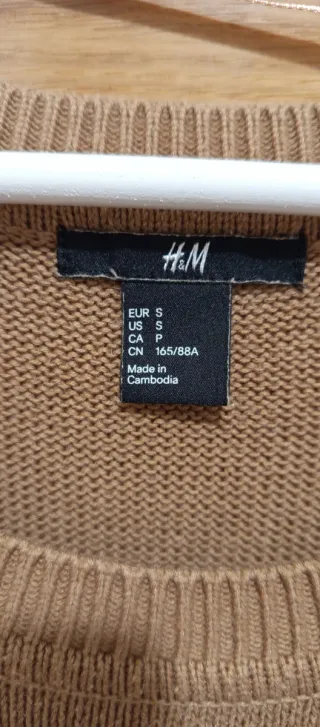 H&M
EUR S
US S
CA P
CN 165/88A
Made in
Cambodia